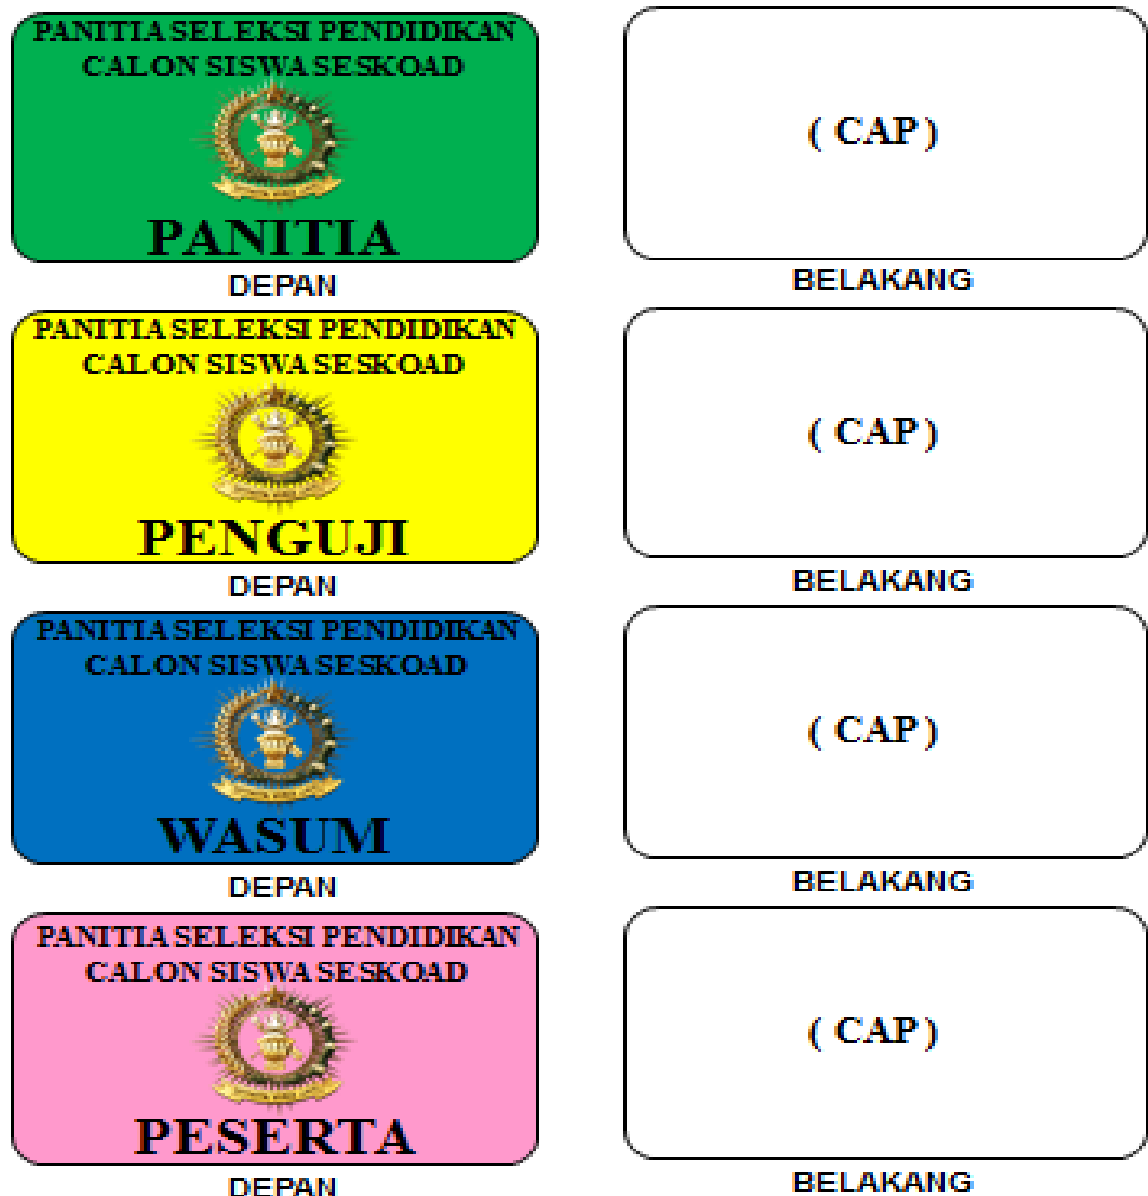 PANITIA SELEKSI PENDIDIKAN
CALON SISWA SESKOAD
PANITIA
DEPAN
( CAP )
BELAKANG
PANITIA SELEKSI PENDIDIKAN
CALON SISWA SESKOAD
PENGUJI
DEPAN
( CAP )
BELAKANG
PANITIA SELEKSI PENDIDIKAN
CALON SISWA SESKOAD
WASUM
DEPAN
( CAP )
BELAKANG
PANITIA SELEKSI PENDIDIKAN
CALON SISWA SESKOAD
PESERTA
DEPAN
( CAP )
BELAKANG